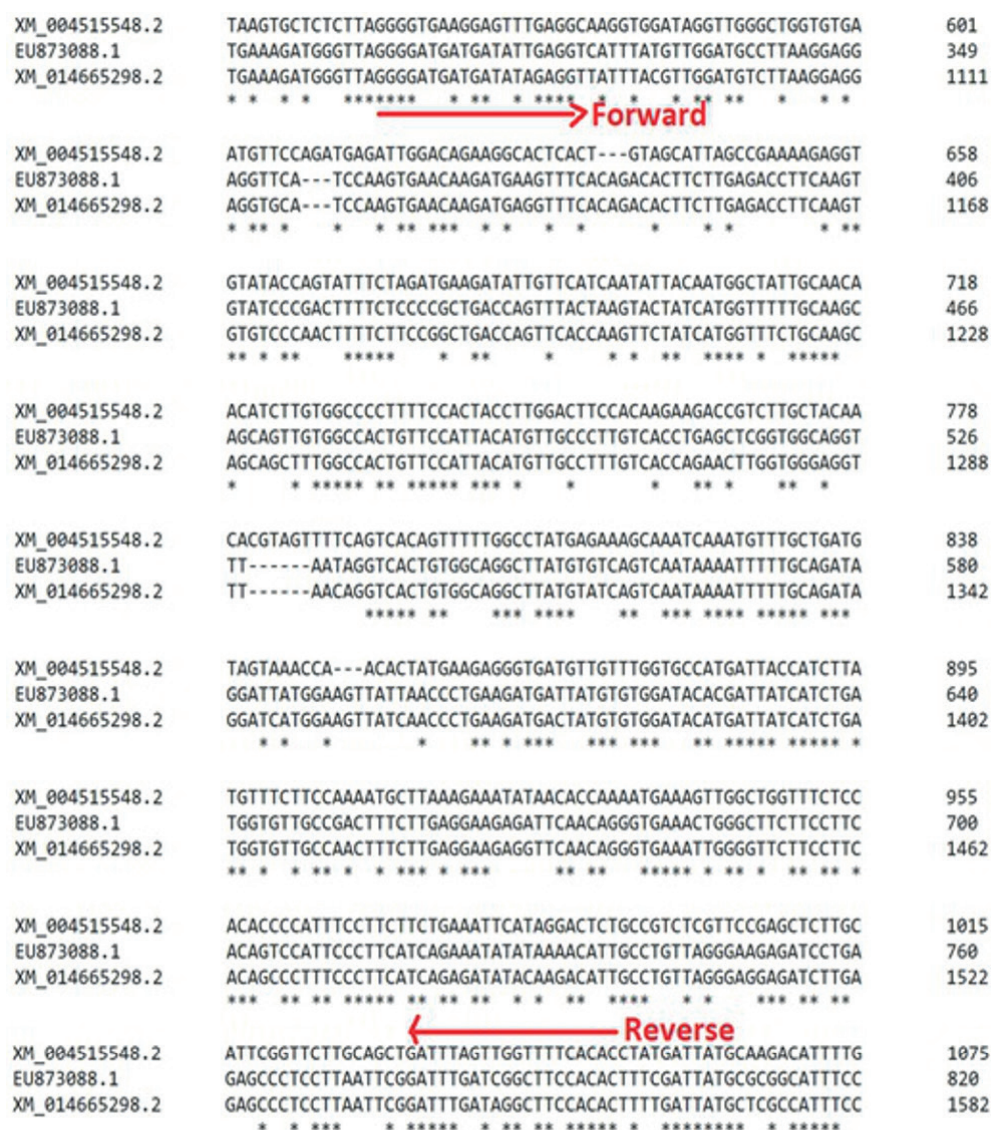 XM_004515548.2 TAAGTGCTCTCTTAGGGGTGAAGGAGTTTGAGGCAAGGTGGATAGGTTGGGCTGGTGTGA 601
EU873088.1 TGAAAGATGGGTTAGGGGATGATGATATTGAGGTCATTTATGTTGGATGCCTTAAGGAGG 349
XM_014665298.2 TGAAAGATGGGTTAGGGGATGATGATATAGAGGTTATTTACGTTGGATGTCTTAAGGAGG 1111
* * * * ******* * ** * **** * * * ** ** * * *
Forward
XM_004515548.2 ATGTTCCAGATGAGATTGGACAGAAGGCACTCACT---GTAGCATTAGCCGAAAAGAGGT 658
EU873088.1 AGGTTCA---TCCAAGTGAACAAGATGAAGTTTCACAGACACTTCTTGAGACCTTCAAGT 406
XM_014665298.2 AGGTGCA---TCCAAGTGAACAAGATGAGGTTTCACAGACACTTCTTGAGACCTTCAAGT 1168
* ** * * * ** *** * * * * * * * * **
XM_004515548.2 GTATACCAGTATTTCTAGATGAAGATATTGTTCATCAATATTACAATGGCTATTGCAACA 718
EU873088.1 GTATCCCGACTTTTCTCCCCGCTGACCAGTTTACTAAGTACTATCATGGTTTTTGCAAGC 466
XM_014665298.2 GTGTCCCAACTTTTCTTCCGGCTGACCAGTTCACCAAGTTCTATCATGGTTTCTGCAAGC 1228
** * ** ***** * ** * * * ** **** * *****
XM_004515548.2 ACATCTTGTGGCCCCTTTTCCACTACCTTGGACTTCCACAAGAAGACCGTCTTGCTACAA 778
EU873088.1 AGCAGTTGTGGCCACTGTTCCATTACATGTTGCCCTTGTCACCTGAGCTCGGTGGCAGGT 526
XM_014665298.2 AGCAGCTTTGGCCACTGTTCCATTACATGTTGCCTTTGTCACCAGAACTTGGTGGGAGGT 1288
* * ***** ** ***** *** * * * ** * ** *
XM_004515548.2 CACGTAGTTTTCAGTCACAGTTTTTGGCCTATGAGAAAGCAAATCAAATGTTTGCTGATG 838
EU873088.1 TT------AATAGGTCACTGTGGCAGGCTTATGTGTCAGTCAATAAAATTTTTGCAGATA 580
XM_014665298.2 TT------AACAGGTCACTGTGGCAGGCTTATGTATCAGTCAATAAAATTTTTGCAGATA 1342
***** ** *** **** ** *** **** ***** ***
XM_004515548.2 TAGTAAACCA---ACACTATGAAGAGGGTGATGTTGTTTGGTGCCATGATTACCATCTTA 895
EU873088.1 GGATTATGGAAGTTATTAACCCTGAAGATGATTATGTGTGGATACACGATTATCATCTGA 640
XM_014665298.2 GGATCATGGAAGTTATCAACCCTGAAGATGACTATGTGTGGATACATGATTATCATCTGA 1402
* * * * ** * *** *** *** ** ***** ***** *
XM_004515548.2 TGTTTCTTCCAAAATGCTTAAAGAAATATAACACCAAAATGAAAGTTGGCTGGTTTCTCC 955
EU873088.1 TGGTGTTGCCGACTTTCTTGAGGAAGAGATTCAACAGGGTGAAACTGGGCTTCTTCCTTC 700
XM_014665298.2 TGGTGTTGCCAACTTTCTTGAGGAAGAGGTTCAACAGGGTGAAATTGGGGTTCTTCCTTC 1462
** * * ** * * *** * *** ** ** ***** ** * ** ** *
XM_004515548.2 ACACCCCATTTCCTTCTTCTGAAATTCATAGGACTCTGCCGTCTCGTTCCGAGCTCTTGC 1015
EU873088.1 ACAGTCCATTCCCTTCATCAGAAATATATAAAACATTGCCTGTTAGGGAAGAGATCCTGA 760
XM_014665298.2 ACAGCCCTTTCCCTTCATCAGAGATATACAAGACATTGCCTGTTAGGGAGGAGATCTTGA 1522
*** ** ** ***** ** ** ** * * ** **** * * *** ** **
Reverse
XM_004515548.2 ATTCGGTTCTTGCAGCTGATTTAGTTGGTTTTCACACCTATGATTATGCAAGACATTTTG 1075
EU873088.1 GAGCCCTCCTTAATTCGGATTTGATCGGCTTCCACACTTTCGATTATGCGCGGCATTTCC 820
XM_014665298.2 GAGCCCTCCTTAATTCGGATTTGATAGGCTTCCACACTTTTGATTATGCTCGCCATTTCC 1582
* * *** * ***** * ** ** ***** * ******** * *****